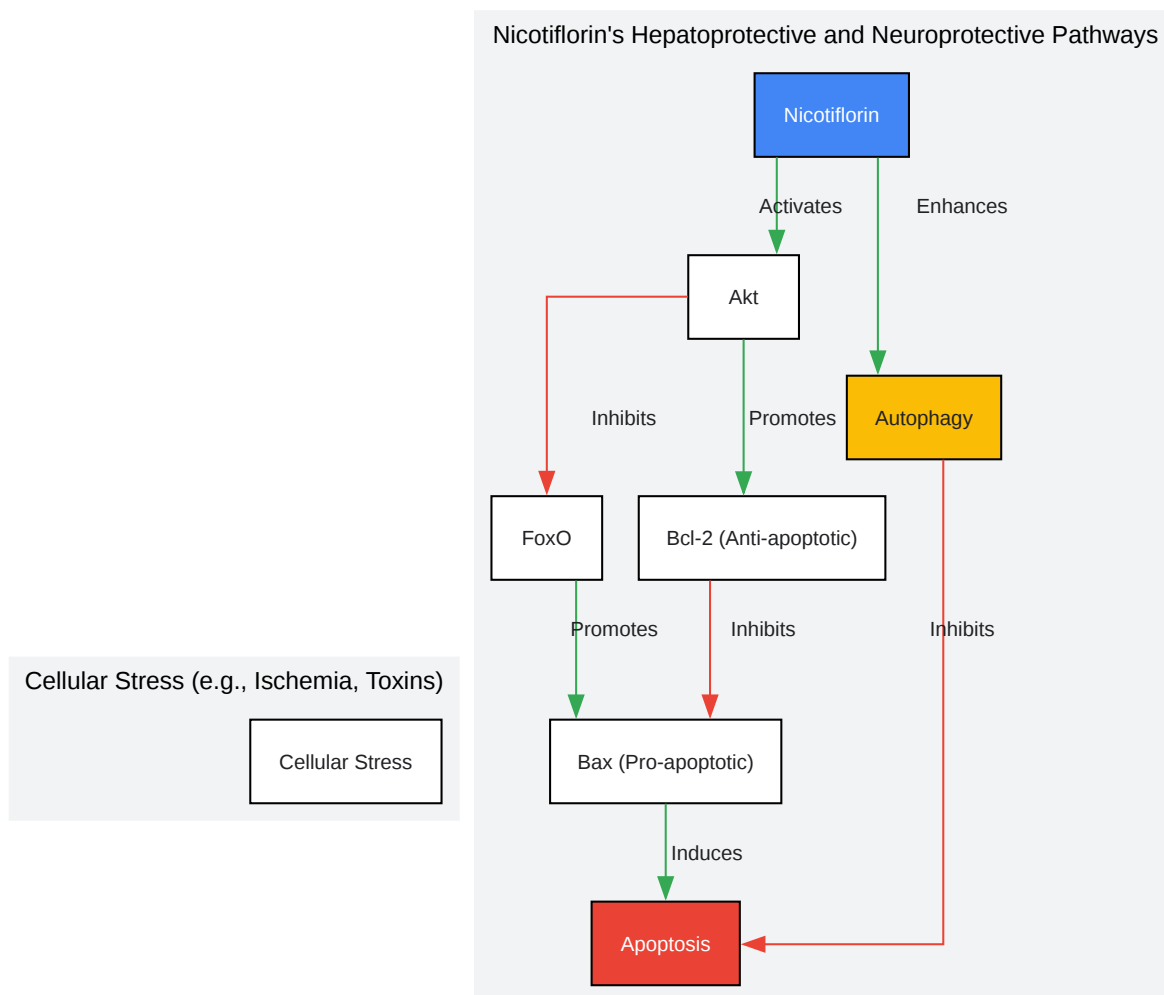 Nicotiflorin's Hepatoprotective and Neuroprotective Pathways
Nicotiflorin
Activates
Enhances
Akt
Inhibits
Promotes
Autophagy
FoxO
Bcl-2 (Anti-apoptotic)
Promotes
Inhibits
Inhibits
Cellular Stress (e.g., Ischemia, Toxins)
Cellular Stress
Bax (Pro-apoptotic)
Induces
Apoptosis